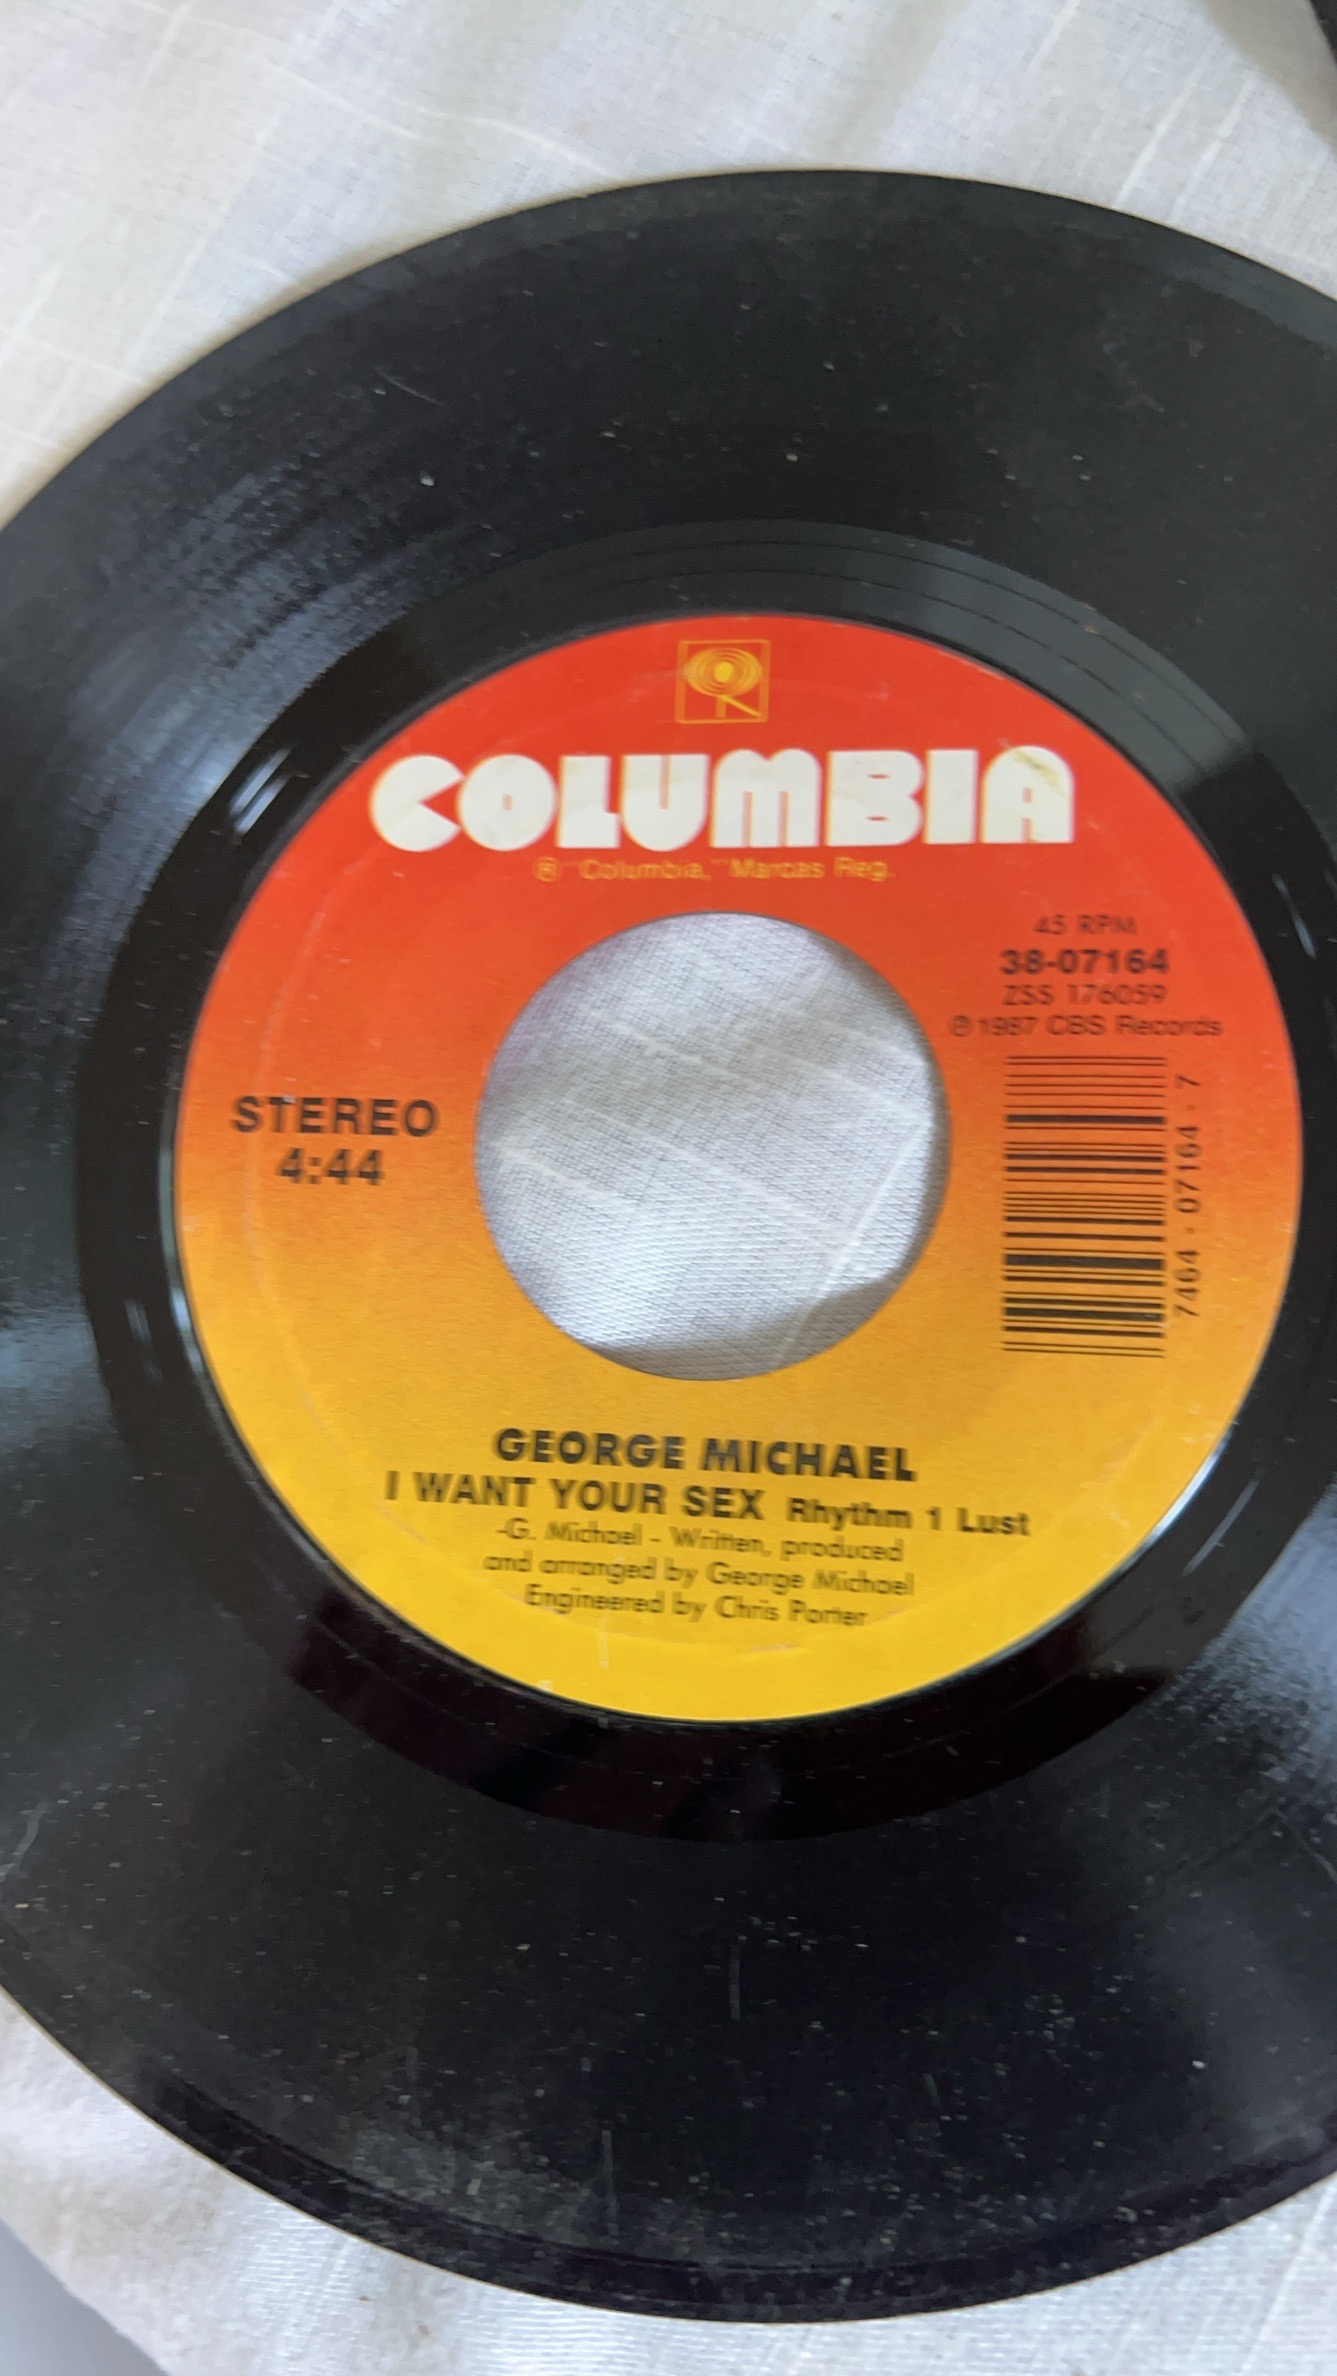 COLUMBIA
® "Columbia," Marcas Reg.
45 RPM
38-07164
ZSS 176059
℗ 1987 CBS Records
STEREO
4:44
7464-07164-7
GEORGE MICHAEL
I WANT YOUR SEX Rhythm 1 Lust
-G. Michael - Written, produced
and arranged by George Michael
Engineered by Chris Porter